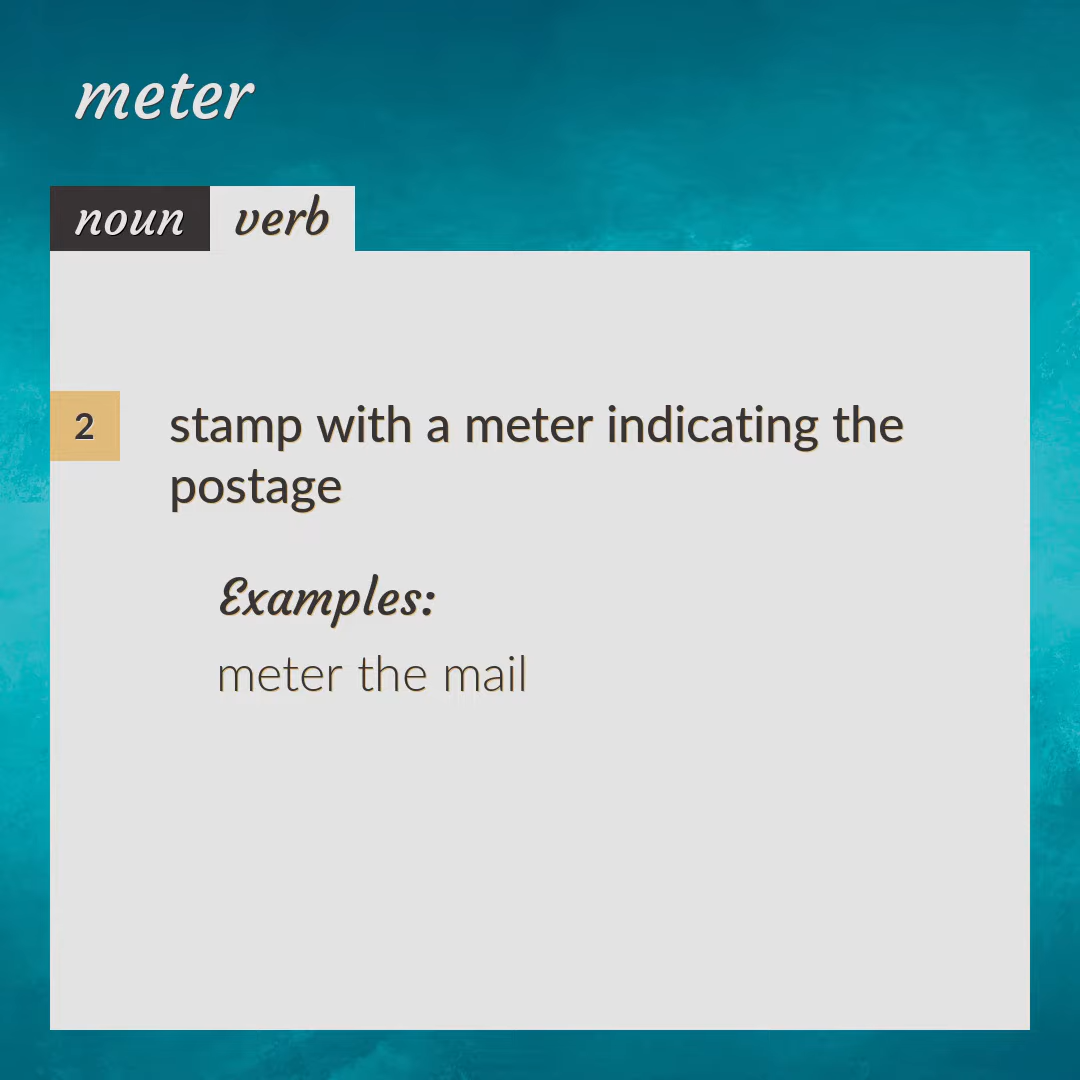 meter
noun verb
2 stamp with a meter indicating the
postage
Examples:
meter the mail